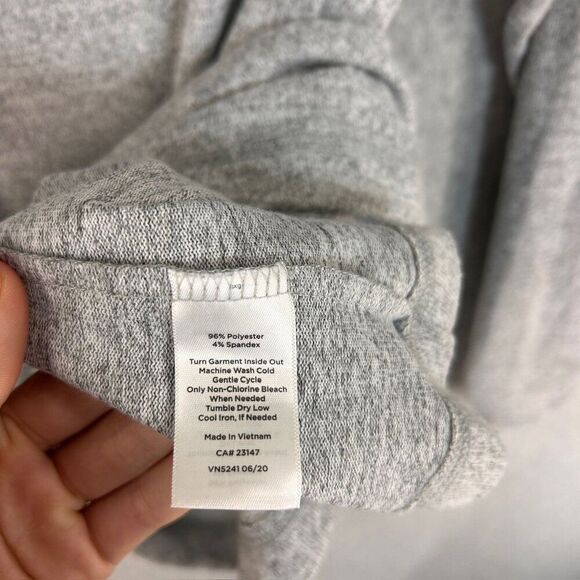 96% Polyester
4% Spandex
Turn Garment Inside Out
Machine Wash Cold
Gentle Cycle
Only Non-Chlorine Bleach
When Needed
Tumble Dry Low
Cool Iron, If Needed
Made In Vietnam
CA# 23147
VN5241 06/20